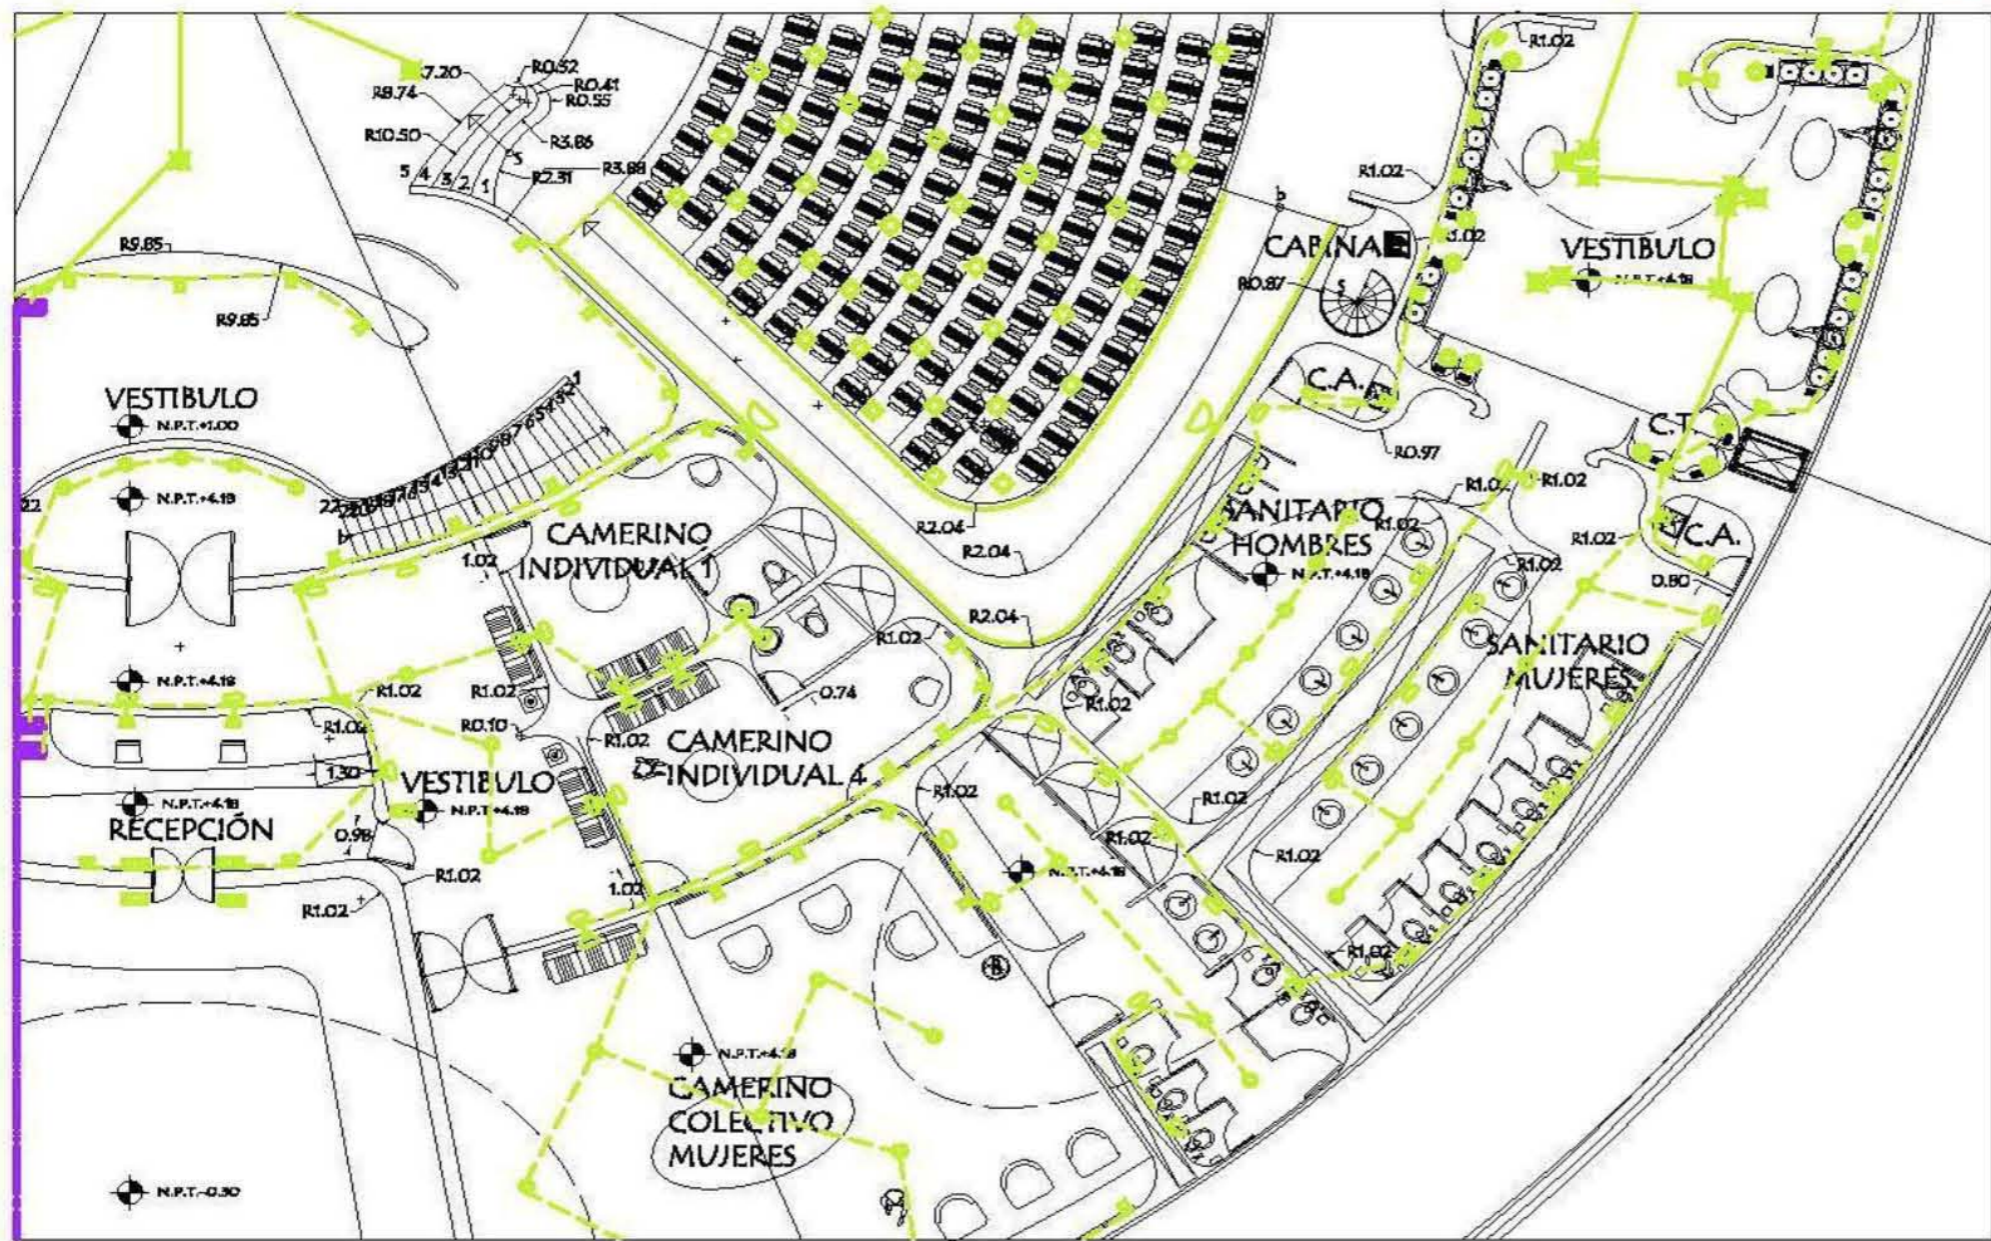 R1.02
R0.52
7.20
R0.41
R8.74
R0.55
R10.50
R3.86
S
5 4 3 2 1
R2.31
R3.88
R1.02
b
R9.85
CABINA
1.02
VESTIBULO
R0.87
S
R9.85
C.A.
VESTIBULO
N.P.T.+1.00
1
C.T.
R0.97
N.P.T.+4.18
22
R1.02
R1.02
SANITARIO
HOMBRES
N.P.T.+4.18
R2.04
R1.02
R1.02
C.A.
CAMERINO
INDIVIDUAL 1
R2.04
1.02
R1.02
0.80
R2.04
R1.02
SANITARIO
MUJERES
N.P.T.+4.18
R1.02
R1.02
0.74
R1.02
R0.10
R1.02
CAMERINO
INDIVIDUAL 4
1.30
VESTIBULO
N.P.T.+4.18
N.P.T.+4.18
RECEPCIÓN
R1.02
R1.02
R1.02
0.98
R1.02
R1.02
1.02
N.P.T.+4.18
R1.02
R1.02
N.P.T.+4.18
CAMERINO
COLECTIVO
MUJERES
N.P.T.-0.30